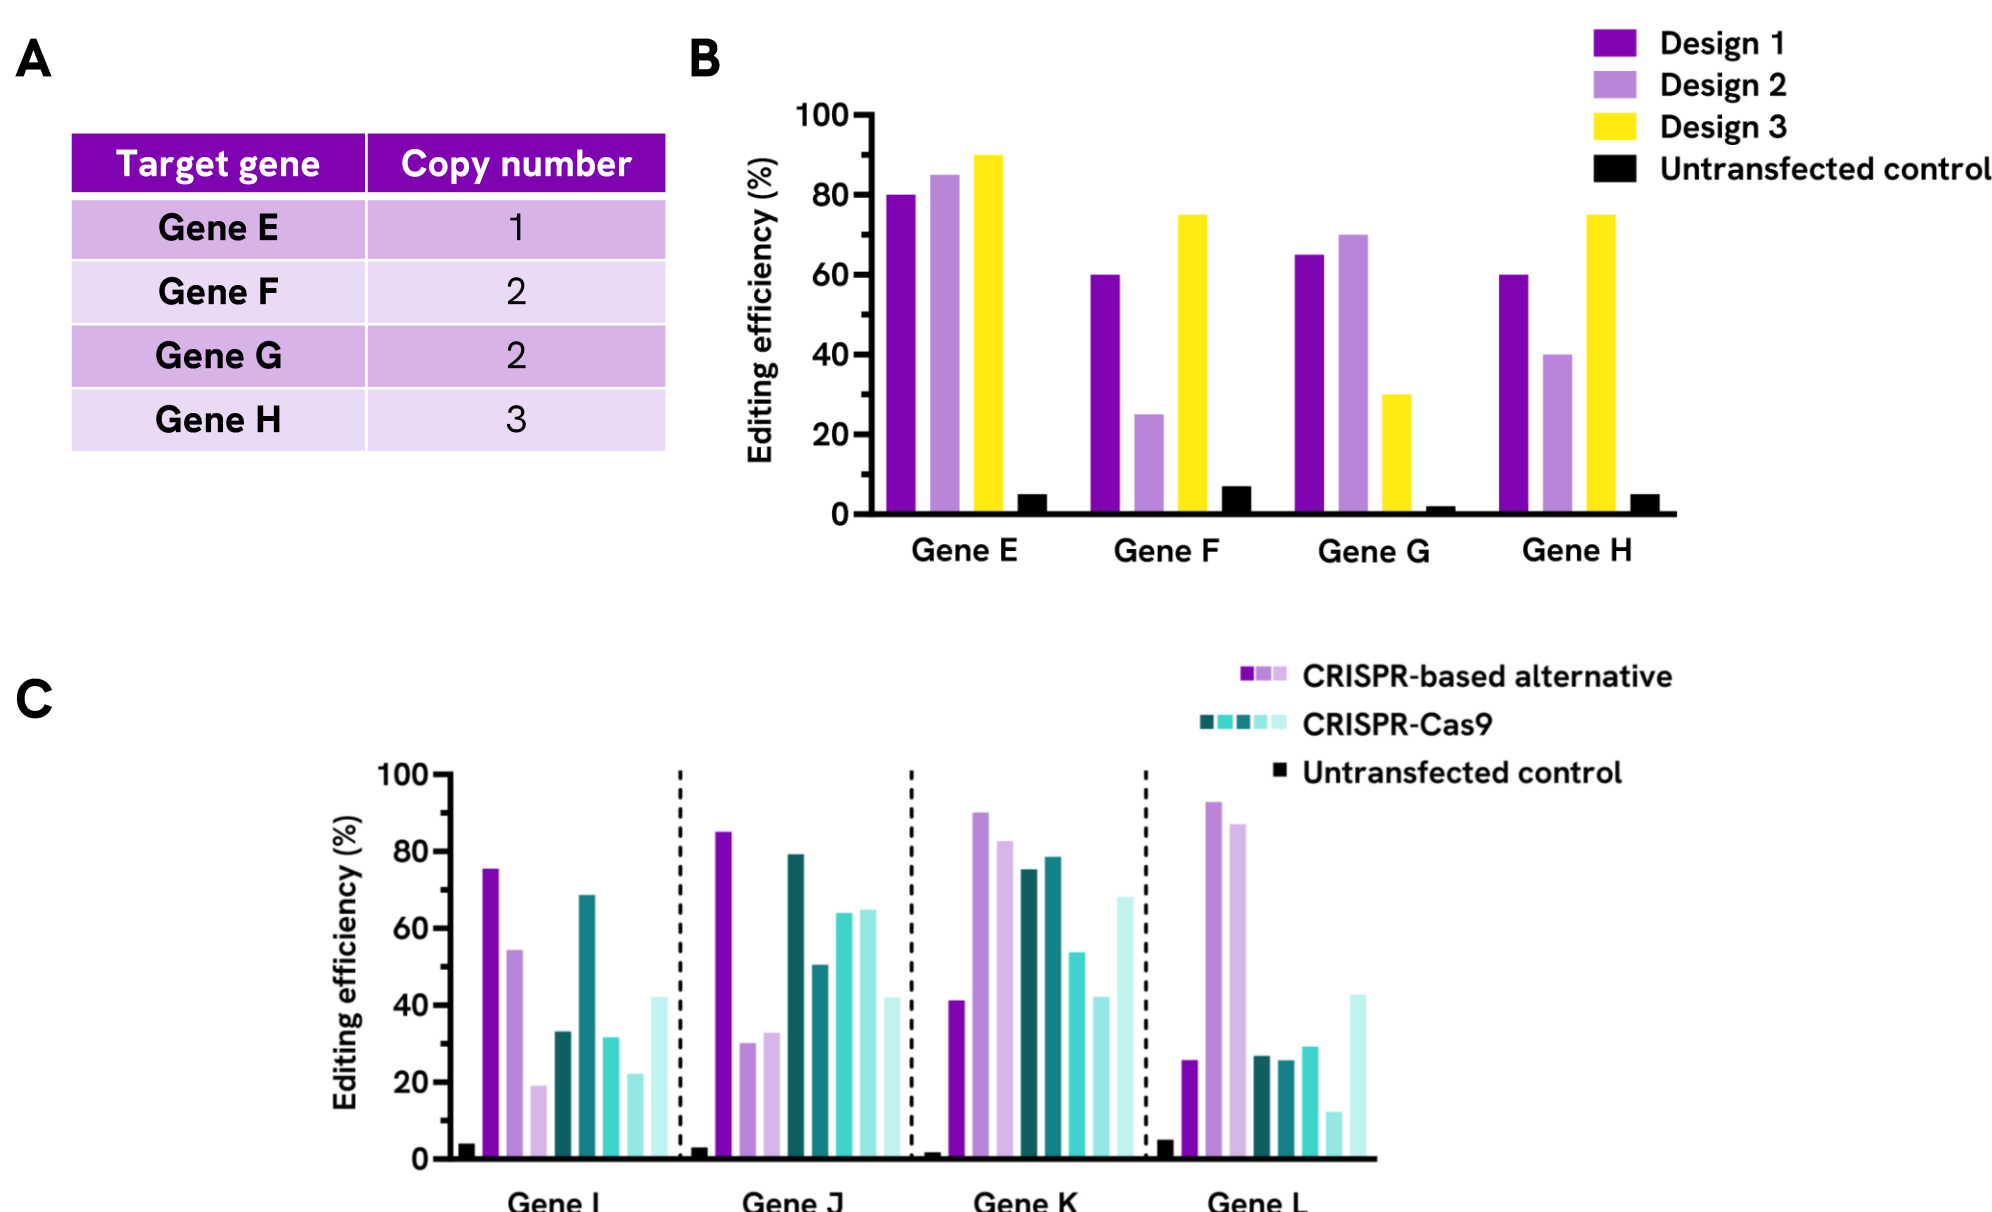 A
Target gene Copy number
Gene E 1
Gene F 2
Gene G 2
Gene H 3
B
Design 1
Design 2
Design 3
Untransfected control
Editing efficiency (%)
100
80
60
40
20
0
Gene E Gene F Gene G Gene H
C
CRISPR-based alternative
CRISPR-Cas9
Untransfected control
Editing efficiency (%)
100
80
60
40
20
0
Gene I Gene J Gene K Gene L